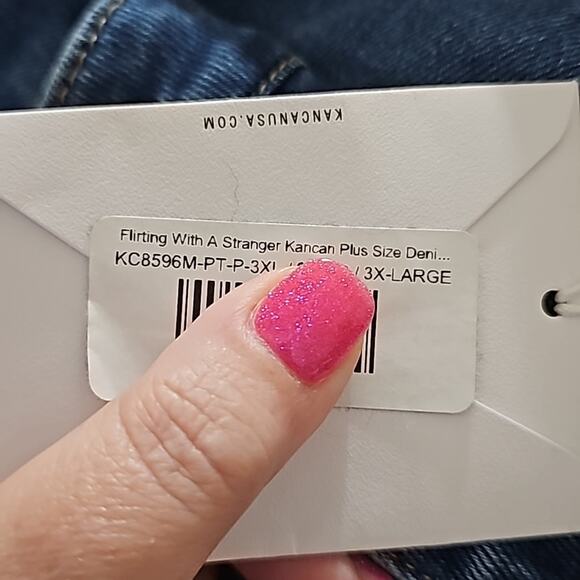 KANCANUSA.COM
Flirting With A Stranger Kancan Plus Size Deni...
KC8596M-PT-P-3XL / 3X-LARGE